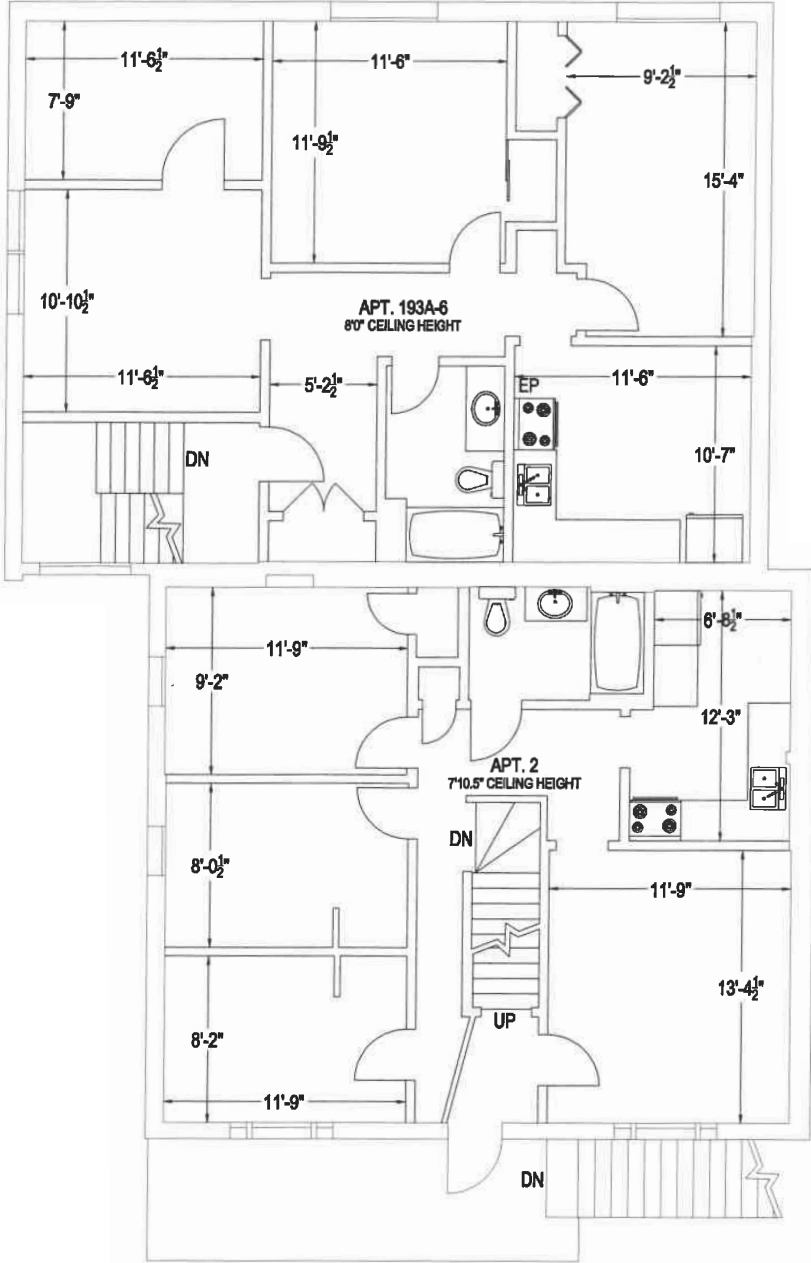 11'-6½"
11'-6"
9'-2½"
7'-9"
11'-9½"
15'-4"
10'-10½"
APT. 193A-6
8'0" CEILING HEIGHT
11'-6½"
5'-2½"
11'-6"
EP
DN
10'-7"
11'-9"
6'-8½"
9'-2"
12'-3"
APT. 2
7'10.5" CEILING HEIGHT
DN
8'-0½"
11'-9"
13'-4½"
UP
8'-2"
11'-9"
DN